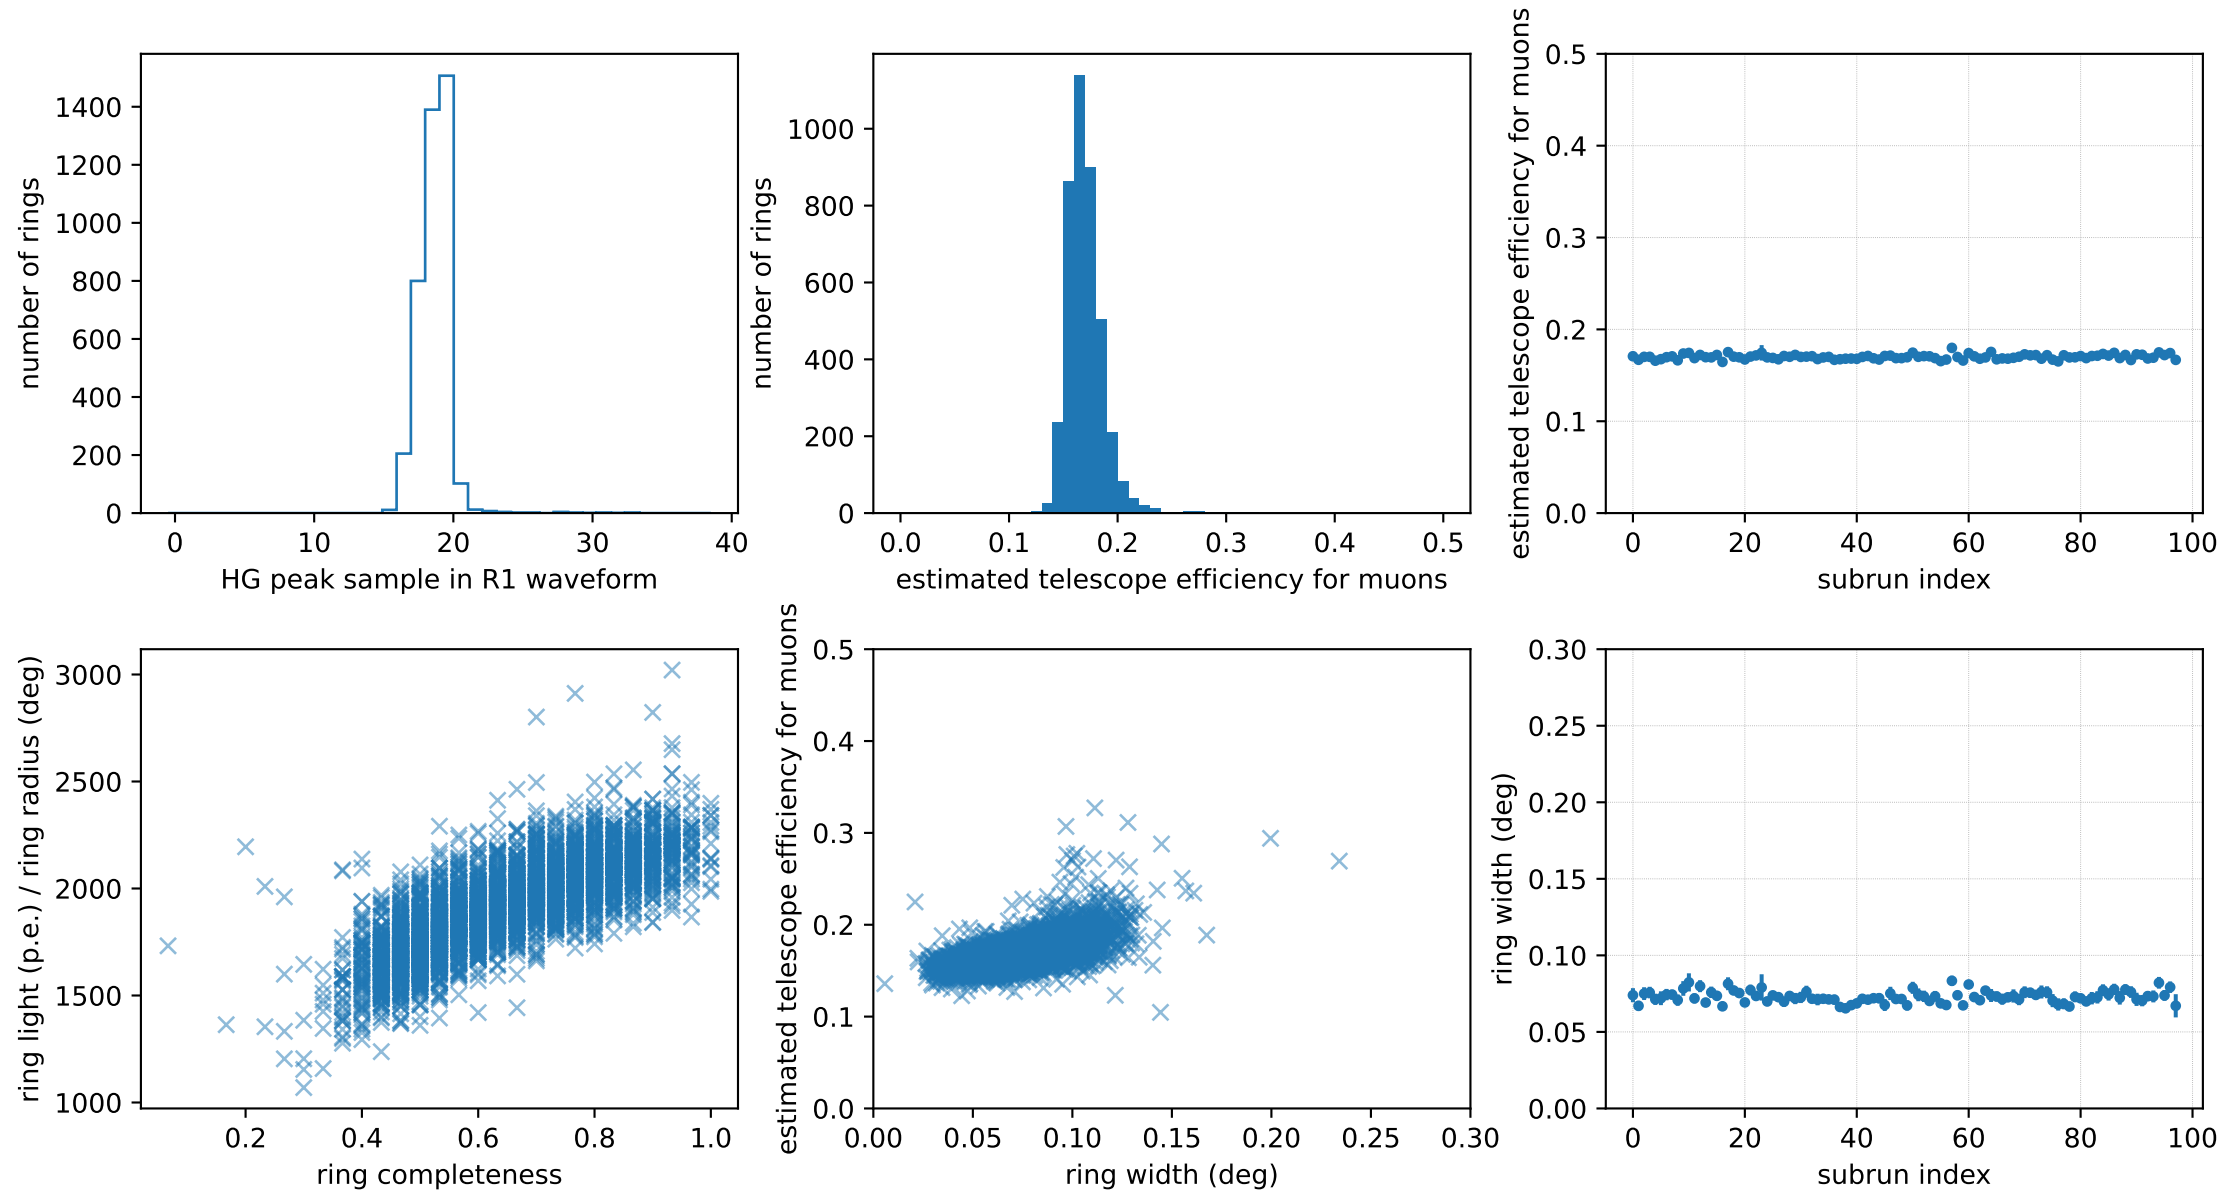 number of rings
1400
1200
1000
800
600
400
200
0
0 10 20 30 40
HG peak sample in R1 waveform
number of rings
1000
800
600
400
200
0
0.0 0.1 0.2 0.3 0.4 0.5
estimated telescope efficiency for muons
estimated telescope efficiency for muons
0.5
0.4
0.3
0.2
0.1
0.0
0 20 40 60 80 100
subrun index
ring light (p.e.) / ring radius (deg)
3000
2500
2000
1500
1000
0.2 0.4 0.6 0.8 1.0
ring completeness
estimated telescope efficiency for muons
0.5
0.4
0.3
0.2
0.1
0.0
0.00 0.05 0.10 0.15 0.20 0.25 0.30
ring width (deg)
ring width (deg)
0.30
0.25
0.20
0.15
0.10
0.05
0.00
0 20 40 60 80 100
subrun index